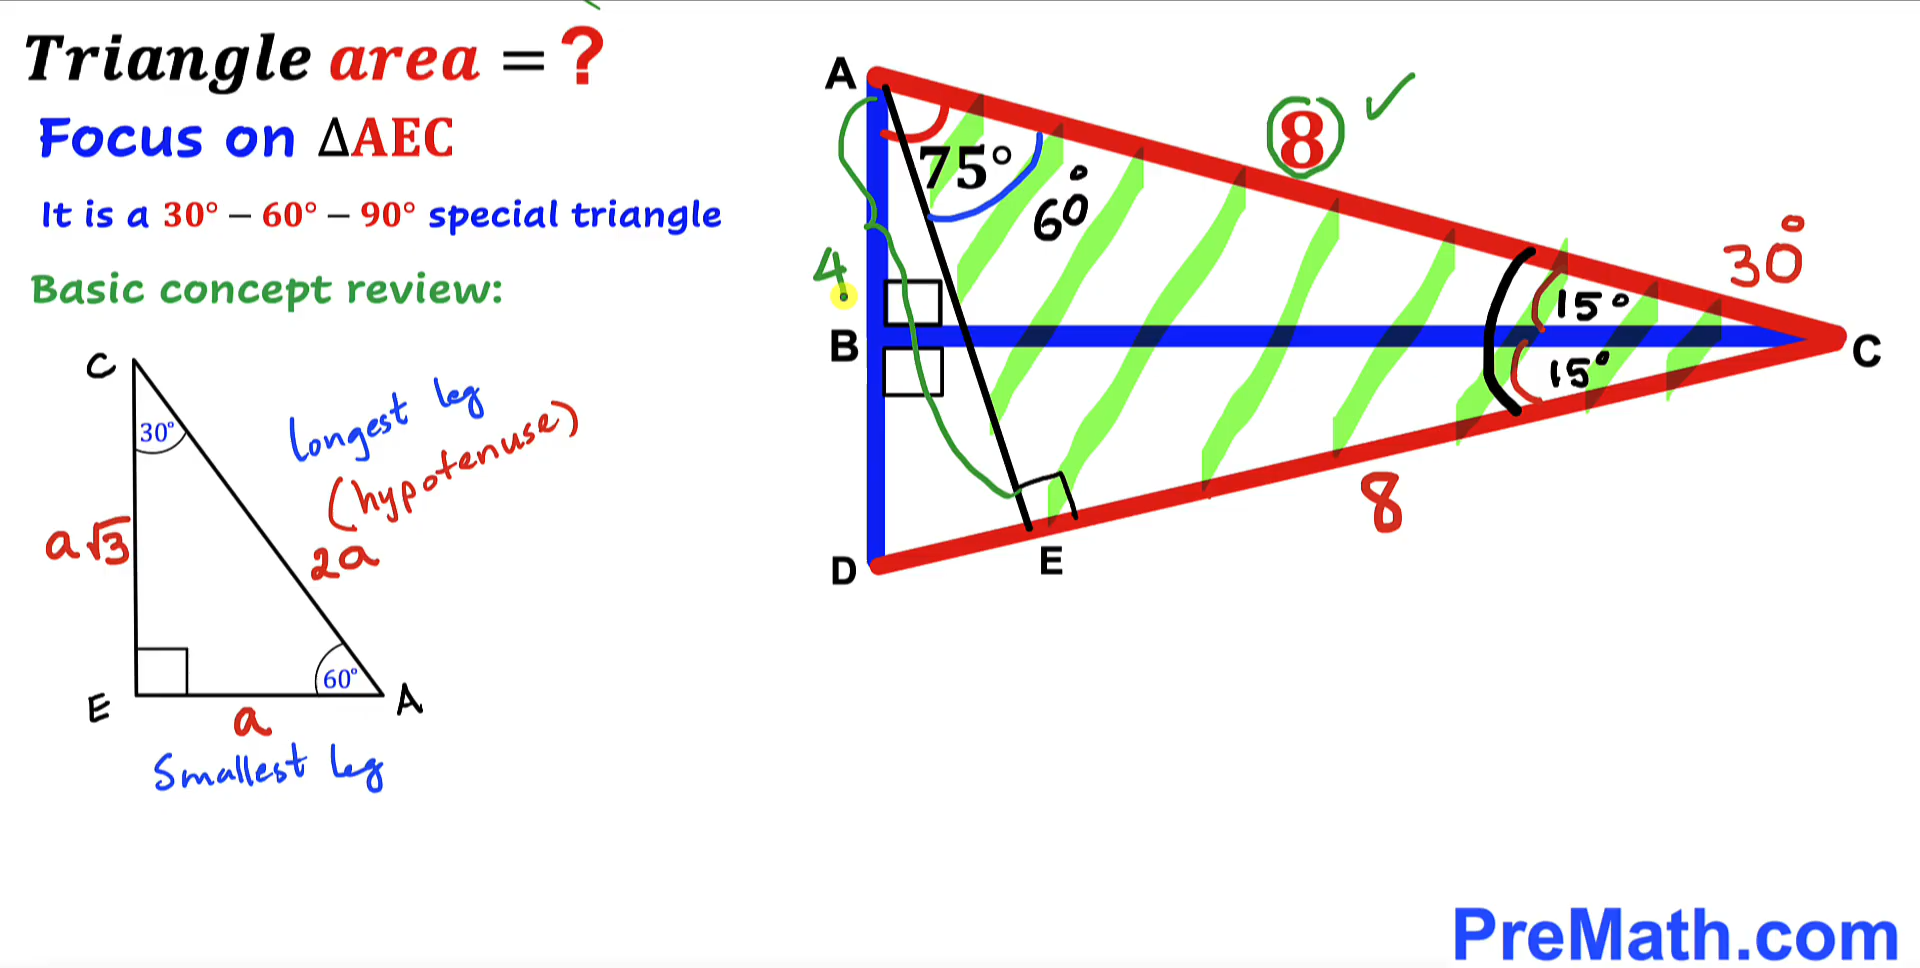 Triangle area = ?
Focus on ΔAEC
It is a 30° – 60° – 90° special triangle
Basic concept review:
C
30°
Longest leg
(hypotenuse)
a√3
2a
60°
E
A
a
Smallest leg
A
8
75°
60°
4
30°
15°
B
C
15°
8
D
E
PreMath.com